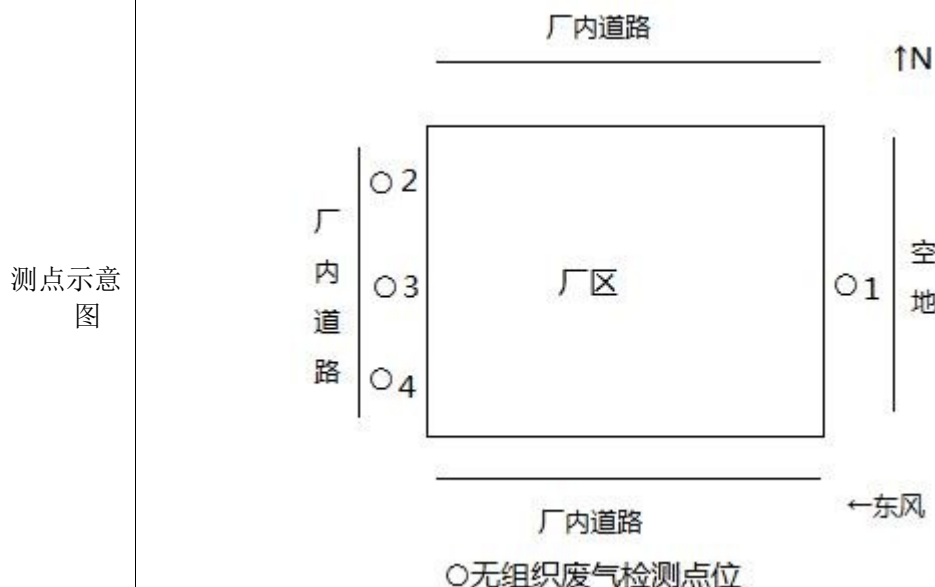 厂内道路
↑N
测点示意
图
厂
内
道
路
○2
○3
○4
厂区
○1
空
地
←东风
厂内道路
○无组织废气检测点位